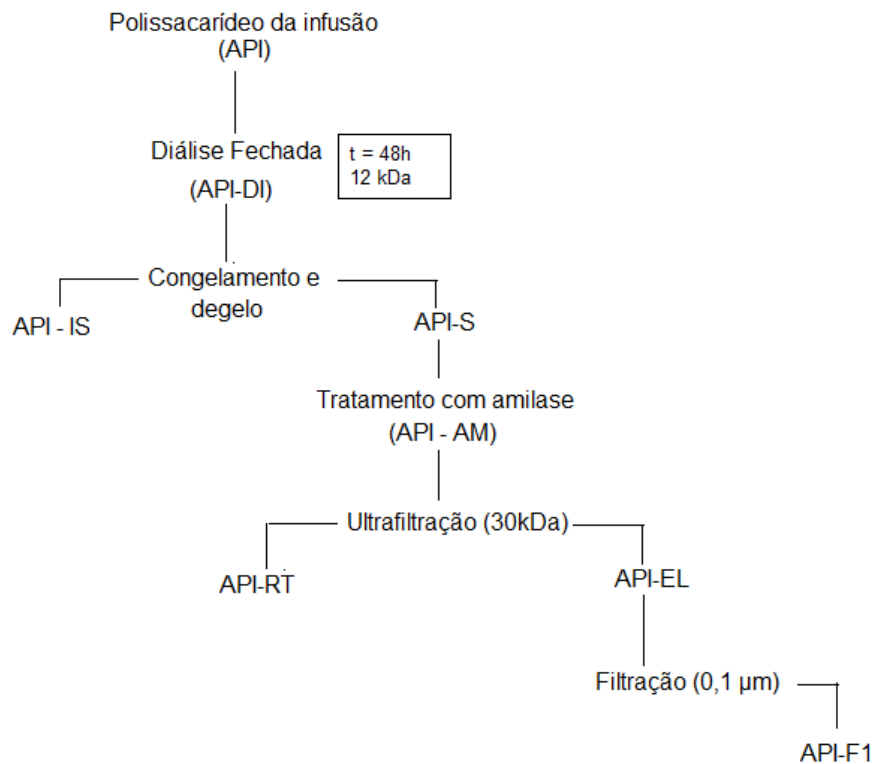 Polissacarídeo da infusão
(API)
Diálise Fechada
(API-DI)
t = 48h
12 kDa
Congelamento e
degelo
API - IS
API-S
Tratamento com amilase
(API - AM)
Ultrafiltração (30kDa)
API-RT
API-EL
Filtração (0,1 µm)
API-F1